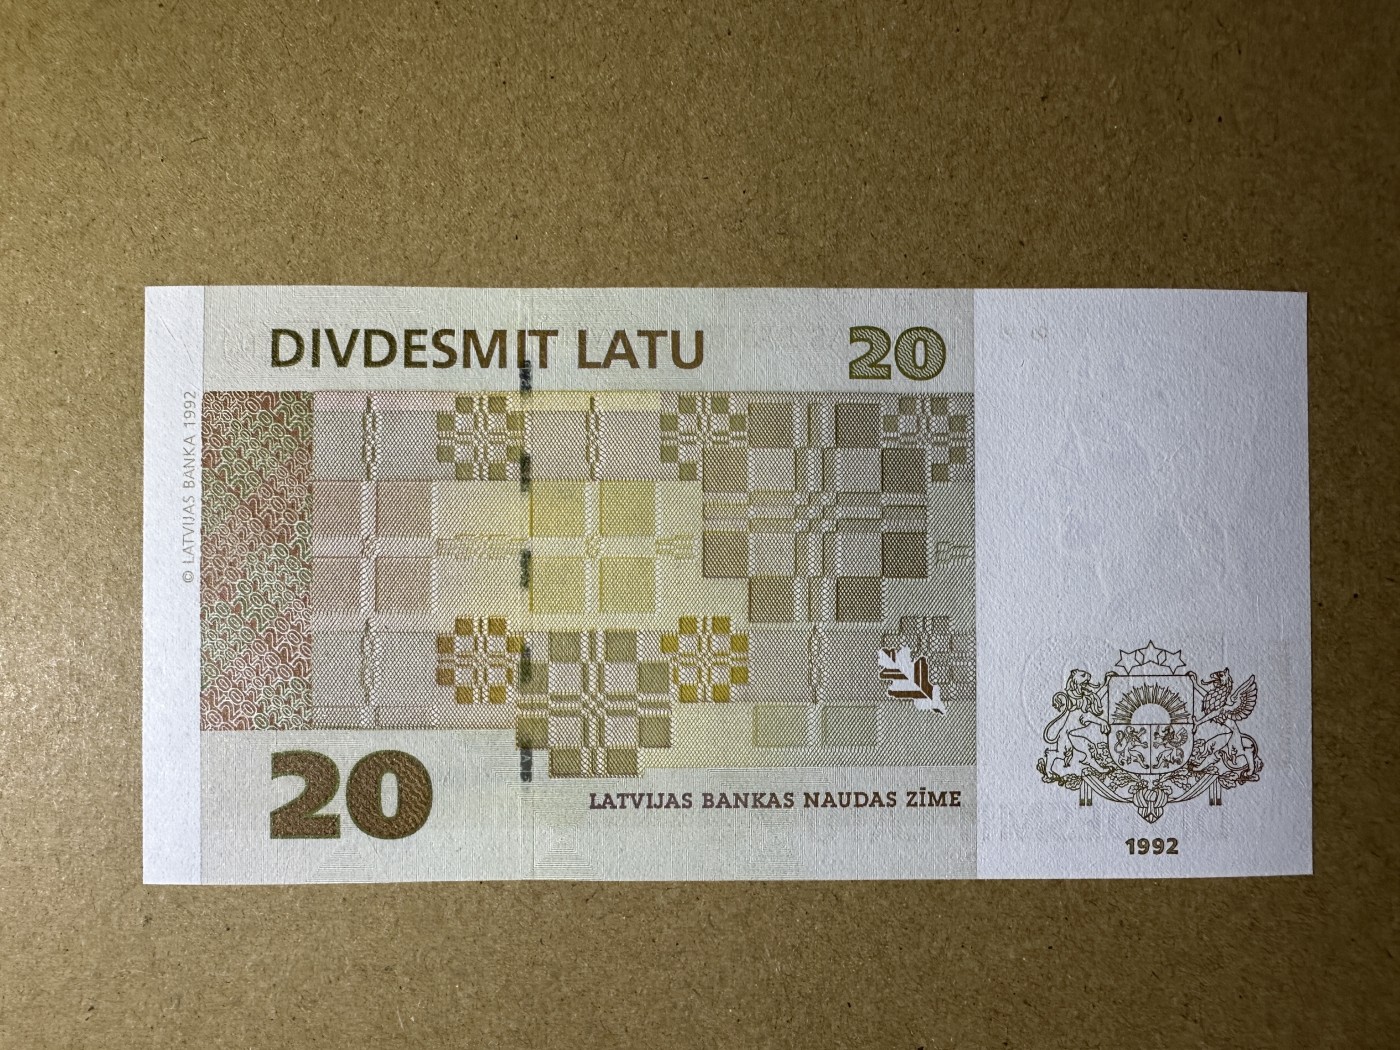 DIVDESMIT LATU
20
© LATVIJAS BANKA 1992
20
LATVIJAS BANKAS NAUDAS ZĪME
1992